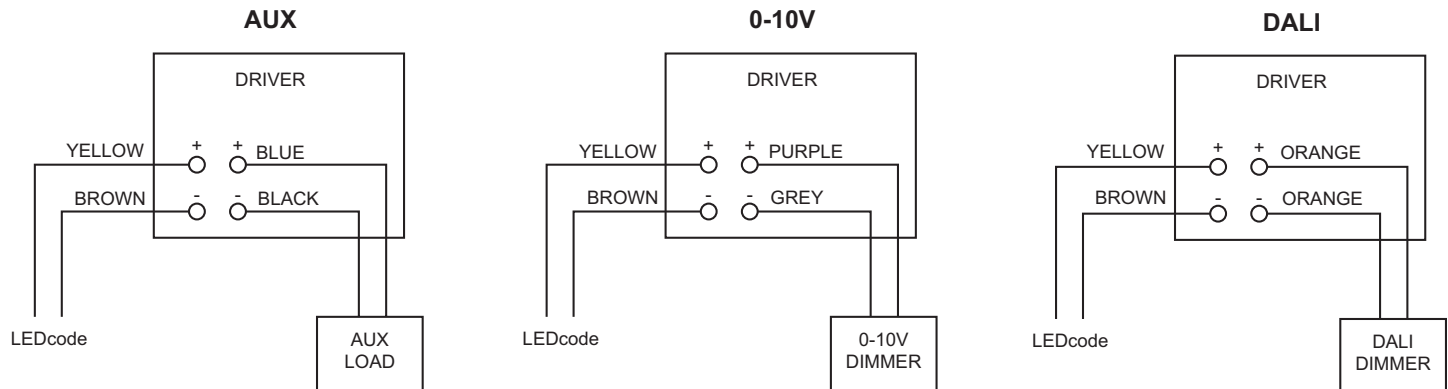 AUX
DRIVER
YELLOW + + BLUE
BROWN - - BLACK
LEDcode
AUX
LOAD
0-10V
DRIVER
YELLOW + + PURPLE
BROWN - - GREY
LEDcode
0-10V
DIMMER
DALI
DRIVER
YELLOW + + ORANGE
BROWN - - ORANGE
LEDcode
DALI
DIMMER